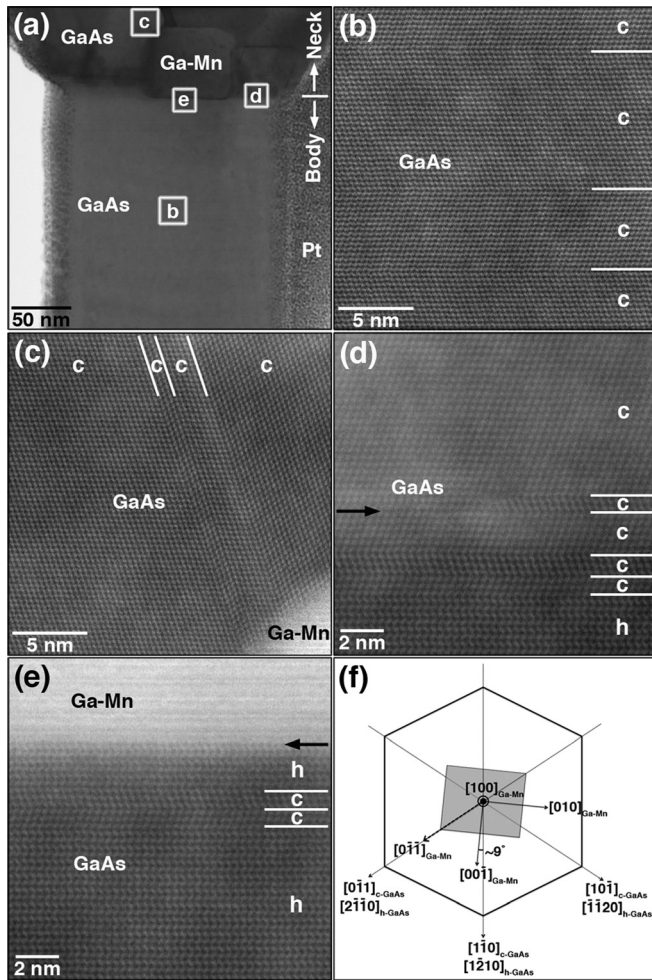 (a)
c
GaAs
Ga-Mn
Neck
e
d
Body
GaAs
b
Pt
50 nm
(b)
c
c
GaAs
c
c
5 nm
(c)
c
c
c
c
GaAs
5 nm
Ga-Mn
(d)
c
GaAs
c
c
c
c
h
2 nm
(e)
Ga-Mn
h
c
c
GaAs
h
2 nm
(f)
[100]Ga-Mn
[010]Ga-Mn
[01̄1̄]Ga-Mn
~9°
[001̄]Ga-Mn
[01̄1]c-GaAs
[21̄1̄0]h-GaAs
[101̄]c-GaAs
[1̄1̄20]h-GaAs
[11̄0]c-GaAs
[12̄10]h-GaAs